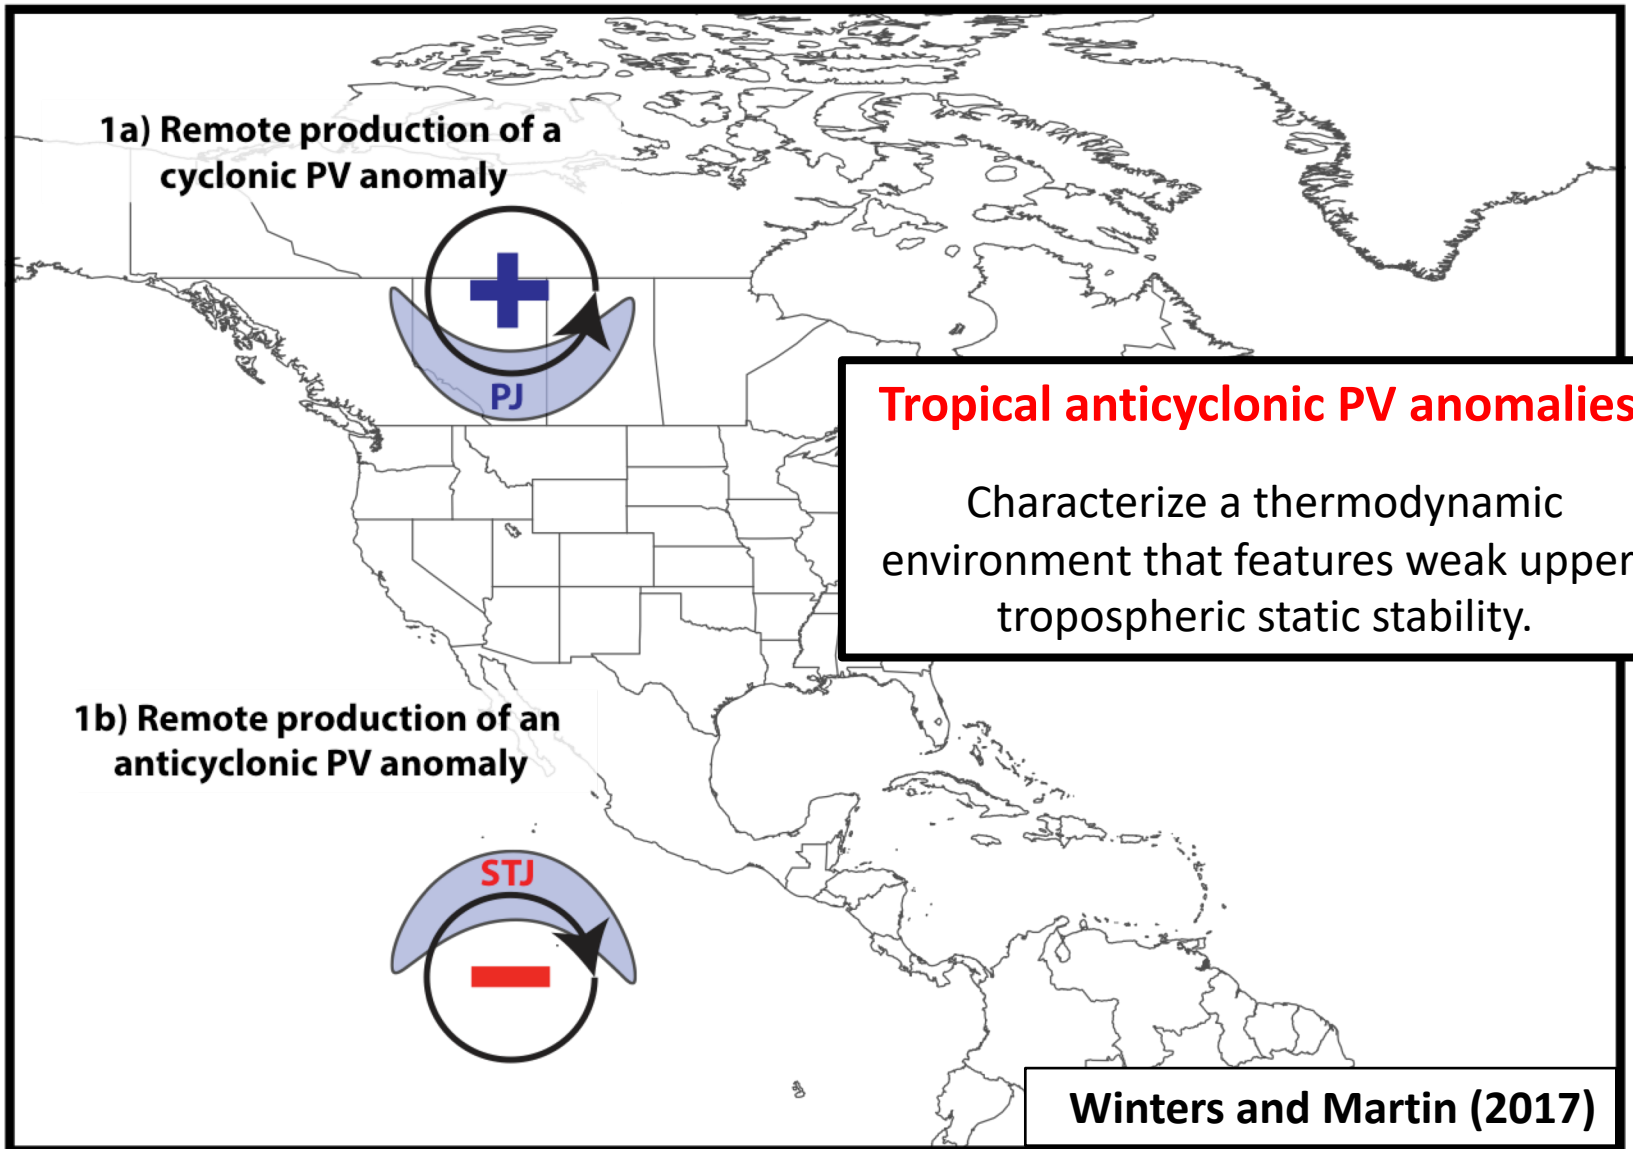 1a) Remote production of a
cyclonic PV anomaly
PJ
Tropical anticyclonic PV anomalies
Characterize a thermodynamic
environment that features weak upper
tropospheric static stability.
1b) Remote production of an
anticyclonic PV anomaly
STJ
Winters and Martin (2017)